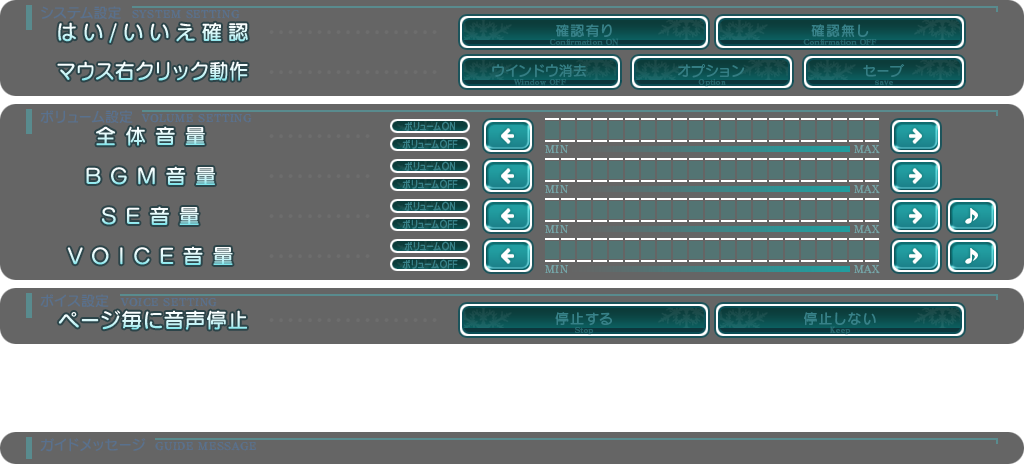 システム設定 SYSTEM SETTING
はい/いいえ確認 確認有り 確認無し
Confirmation ON Confirmation OFF
マウス右クリック動作 ウインドウ消去 オプション セーブ
Window OFF Option save
ボリューム設定 VOLUME SETTING
全体音量 ボリュームON
ボリュームOFF MIN MAX
BGM音量 ボリュームON
ボリュームOFF MIN MAX
SE音量 ボリュームON
ボリュームOFF MIN MAX
VOICE音量 ボリュームON
ボリュームOFF MIN MAX
ボイス設定 VOICE SETTING
ページ毎に音声停止 停止する 停止しない
Stop Keep
ガイドメッセージ GUIDE MESSAGE